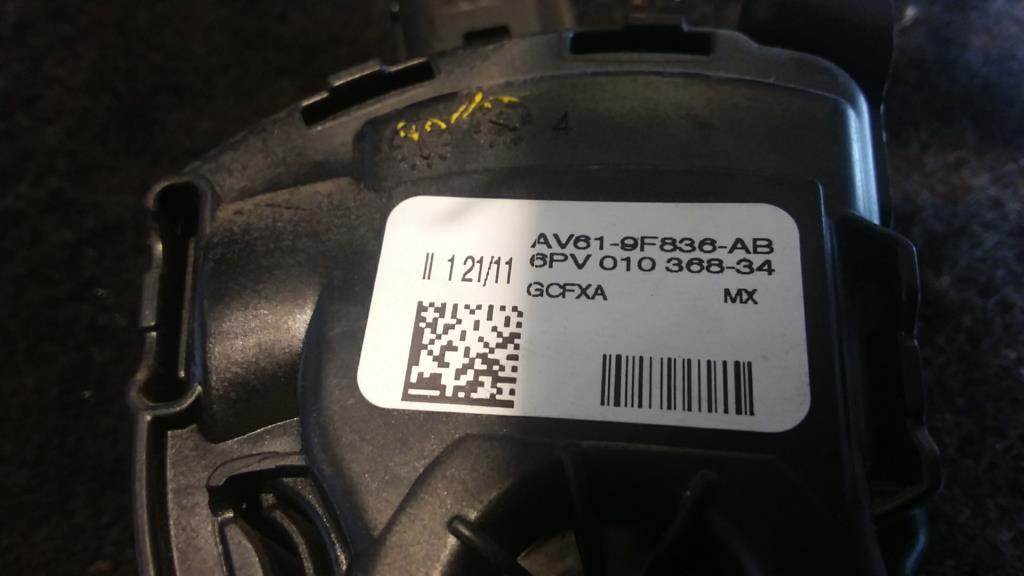 4
AV61-9F836-AB
II 1 21/11 6PV 010 368-34
GCFXA MX